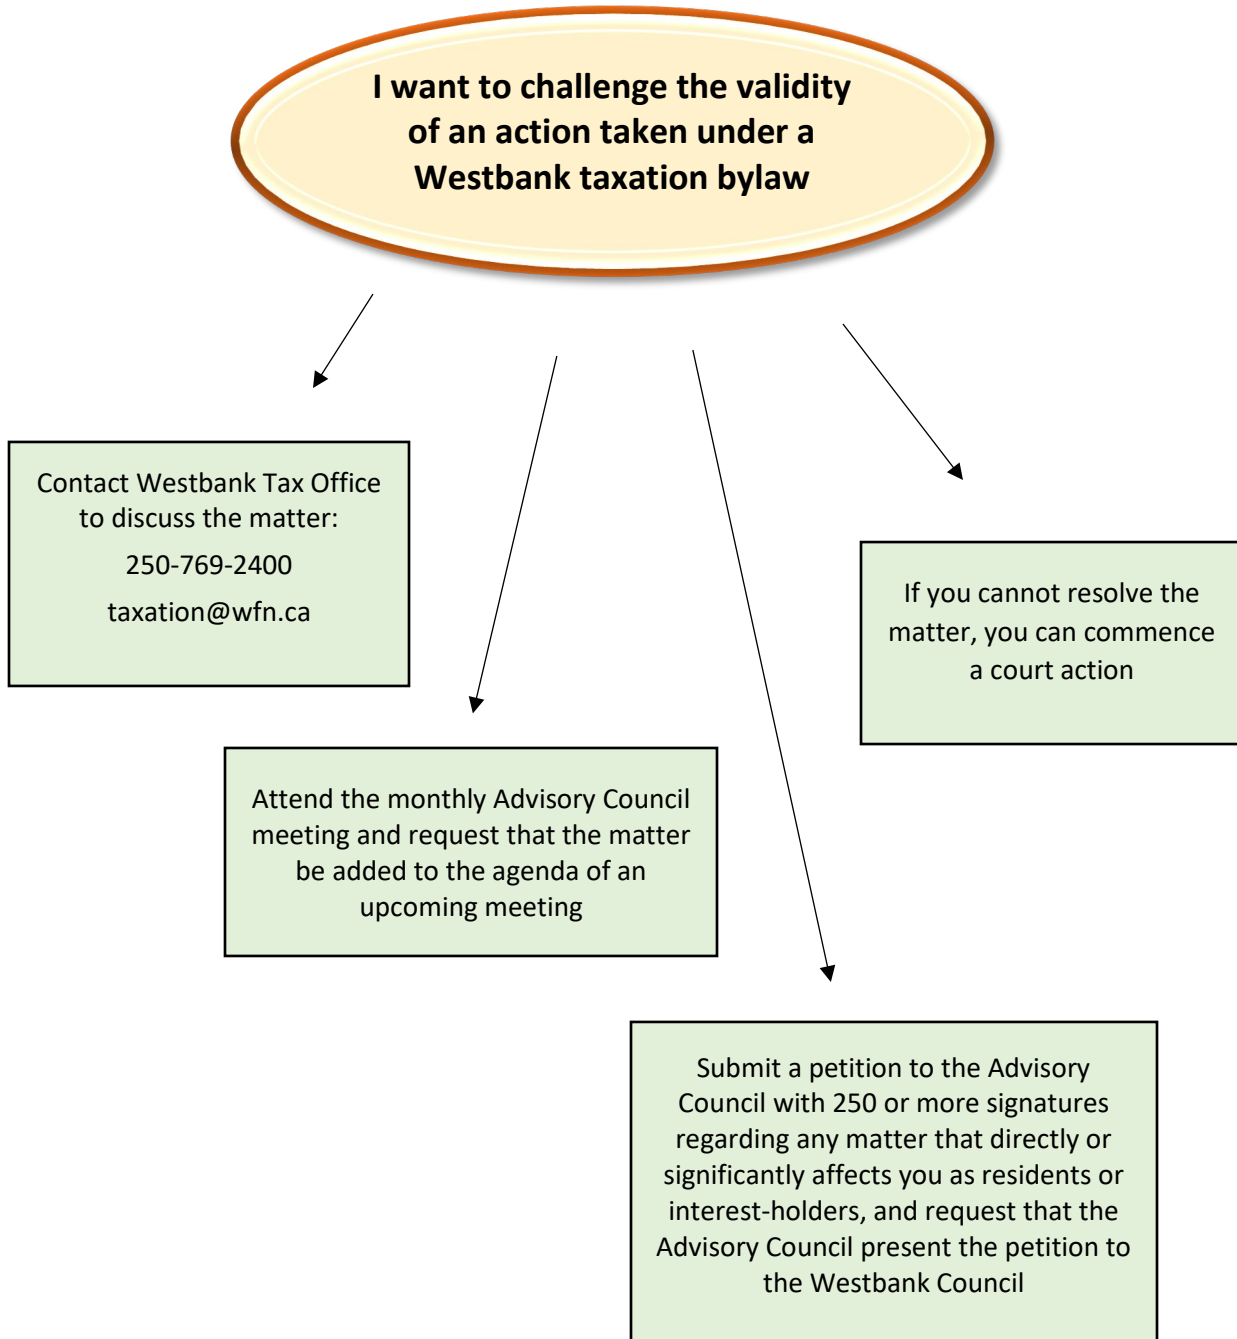 I want to challenge the validity
of an action taken under a
Westbank taxation bylaw
Contact Westbank Tax Office
to discuss the matter:
250-769-2400
taxation@wfn.ca
Attend the monthly Advisory Council
meeting and request that the matter
be added to the agenda of an
upcoming meeting
Submit a petition to the Advisory
Council with 250 or more signatures
regarding any matter that directly or
significantly affects you as residents or
interest-holders, and request that the
Advisory Council present the petition to
the Westbank Council
If you cannot resolve the
matter, you can commence
a court action